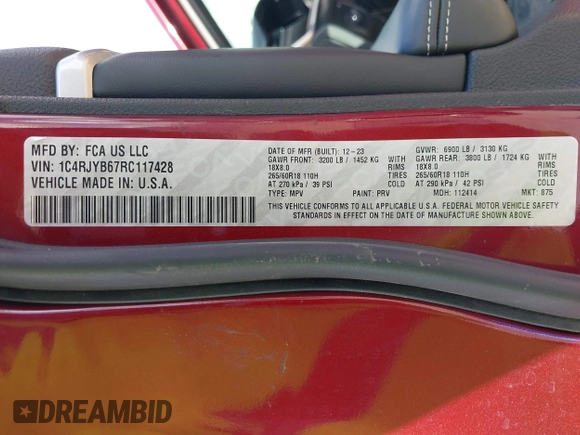 MFD BY: FCA US LLC
VIN: 1C4RJYB67RC117428
VEHICLE MADE IN: U.S.A.
DATE OF MFR (BUILT): 12-23
GVWR: 6900 LB / 3130 KG
GAWR FRONT: 3200 LB / 1452 KG WITH
GAWR REAR: 3800 LB / 1724 KG WITH
18X8.0 RIMS
18X8.0 RIMS
265/60R18 110H TIRES
265/60R18 110H TIRES
AT 270 kPa / 39 PSI
AT 290 kPa / 42 PSI
TYPE: MPV PAINT: PRV MDH: 112414 MKT: 875
THIS VEHICLE CONFORMS TO ALL APPLICABLE U.S.A. FEDERAL MOTOR VEHICLE SAFETY
STANDARDS IN EFFECT ON THE DATE OF MANUFACTURE SHOWN ABOVE.
DREAMBID